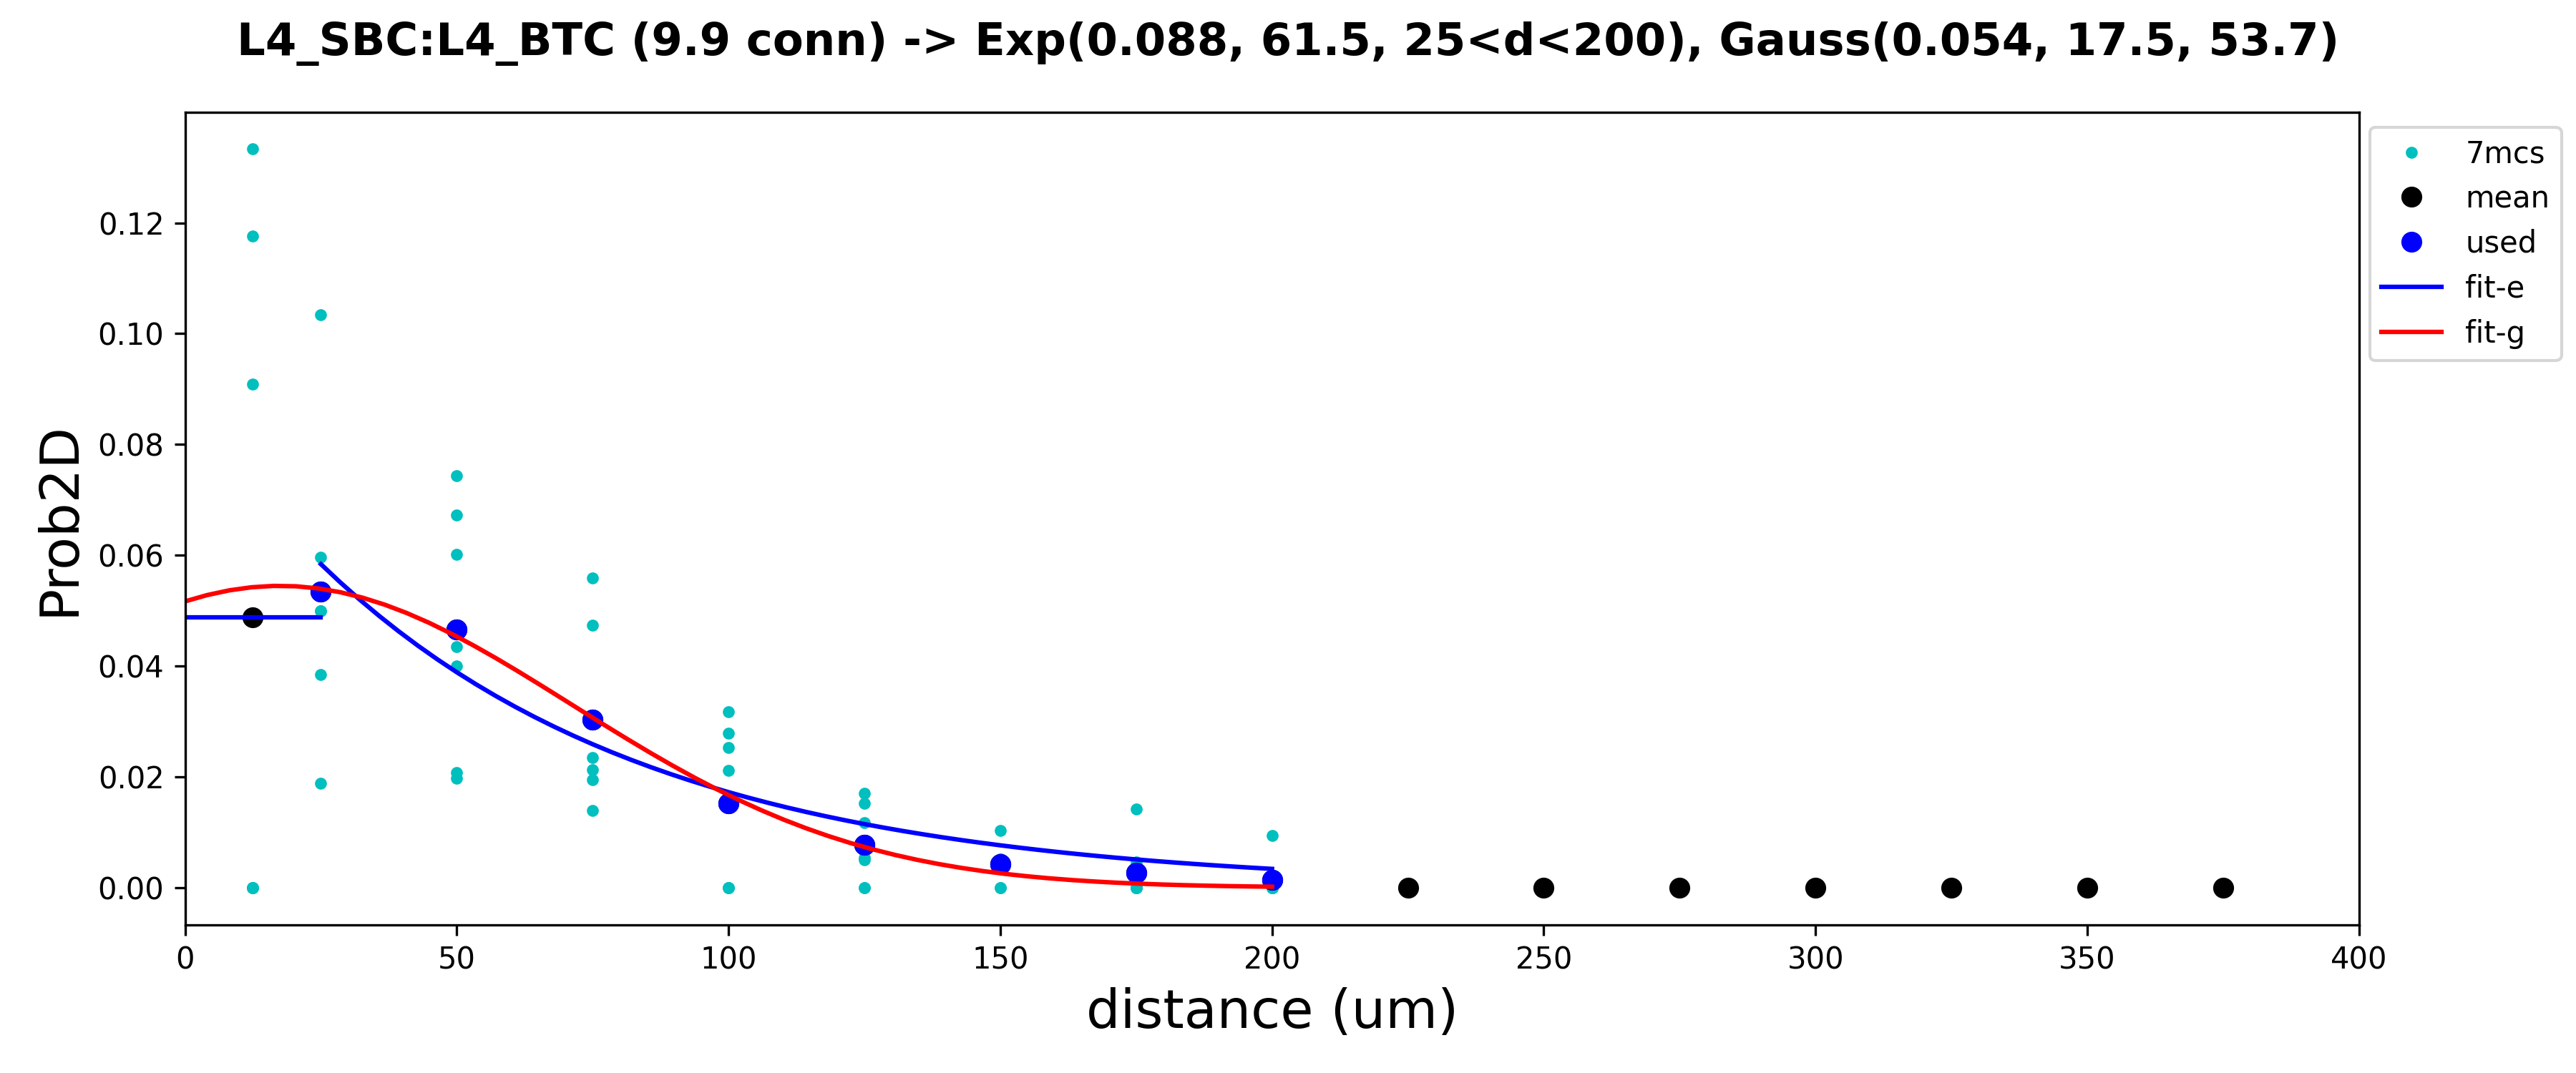 L4_SBC:L4_BTC (9.9 conn) -> Exp(0.088, 61.5, 25<d<200), Gauss(0.054, 17.5, 53.7)
7mcs
mean
used
fit-e
fit-g
Prob2D
0.12
0.10
0.08
0.06
0.04
0.02
0.00
0 50 100 150 200 250 300 350 400
distance (um)